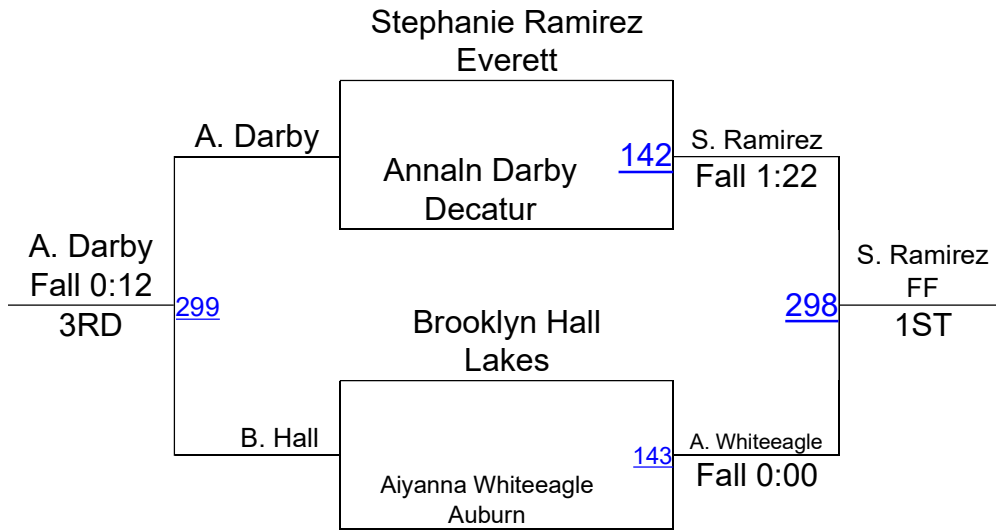 Stephanie Ramirez
Everett
A. Darby
AnnaIn Darby
Decatur
142
S. Ramirez
Fall 1:22
A. Darby
Fall 0:12
3RD
299
Brooklyn Hall
Lakes
298
S. Ramirez
FF
1ST
B. Hall
Aiyanna Whiteeagle
Auburn
143
A. Whiteeagle
Fall 0:00